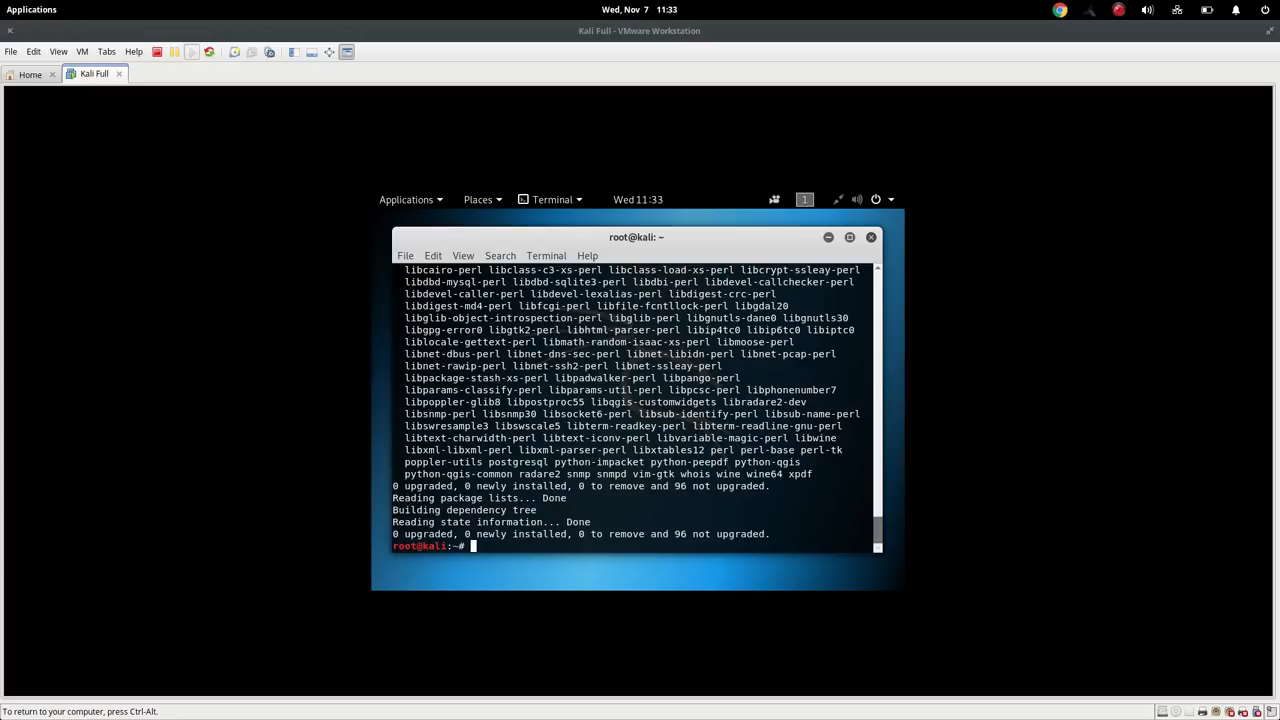 Applications
Wed, Nov 7 11:33
Kali Full - VMware Workstation
File Edit View VM Tabs Help
Home
Kali Full
Applications Places Terminal Wed 11:33 1
root@kali: ~
File Edit View Search Terminal Help
libcairo-perl libclass-c3-xs-perl libclass-load-xs-perl libcrypt-ssleay-perl
libdbd-mysql-perl libdbd-sqlite3-perl libdbi-perl libdevel-callchecker-perl
libdevel-caller-perl libdevel-lexalias-perl libdigest-crc-perl
libdigest-md4-perl libfcgi-perl libfile-fcntllock-perl libgdal20
libglib-object-introspection-perl libglib-perl libgnutls-dane0 libgnutls30
libgpg-error0 libgtk2-perl libhtml-parser-perl libip4tc0 libip6tc0 libiptc0
liblocale-gettext-perl libmath-random-isaac-xs-perl libmoose-perl
libnet-dbus-perl libnet-dns-sec-perl libnet-libidn-perl libnet-pcap-perl
libnet-rawip-perl libnet-ssh2-perl libnet-ssleay-perl
libpackage-stash-xs-perl libpadwalker-perl libpango-perl
libparams-classify-perl libparams-util-perl libpcsc-perl libphonenumber7
libpoppler-glib8 libpostproc55 libqgis-customwidgets libradare2-dev
libsnmp-perl libsnmp30 libsocket6-perl libsub-identify-perl libsub-name-perl
libswresample3 libswscale5 libterm-readkey-perl libterm-readline-gnu-perl
libtext-charwidth-perl libtext-iconv-perl libvariable-magic-perl libwine
libxml-libxml-perl libxml-parser-perl libxtables12 perl perl-base perl-tk
poppler-utils postgresql python-impacket python-peepdf python-qgis
python-qgis-common radare2 snmp snmpd vim-gtk whois wine wine64 xpdf
0 upgraded, 0 newly installed, 0 to remove and 96 not upgraded.
Reading package lists... Done
Building dependency tree
Reading state information... Done
0 upgraded, 0 newly installed, 0 to remove and 96 not upgraded.
root@kali:~#
To return to your computer, press Ctrl-Alt.